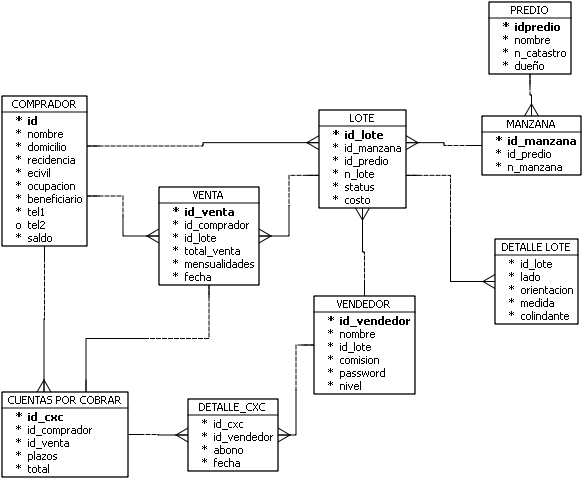 PREDIO
* idpredio
* nombre
* n_catastro
* dueño
COMPRADOR
* id
* nombre
* domicilio
* recidencia
* ecivil
* ocupacion
* beneficiario
* tel1
o tel2
* saldo
LOTE
* id_lote
* id_manzana
* id_predio
* n_lote
* status
* costo
MANZANA
* id_manzana
* id_predio
* n_manzana
VENTA
* id_venta
* id_comprador
* id_lote
* total_venta
* mensualidades
* fecha
DETALLE LOTE
* id_lote
* lado
* orientacion
* medida
* colindante
VENDEDOR
* id_vendedor
* nombre
* id_lote
* comision
* password
* nivel
CUENTAS POR COBRAR
* id_cxc
* id_comprador
* id_venta
* plazos
* total
DETALLE_CXC
* id_cxc
* id_vendedor
* abono
* fecha